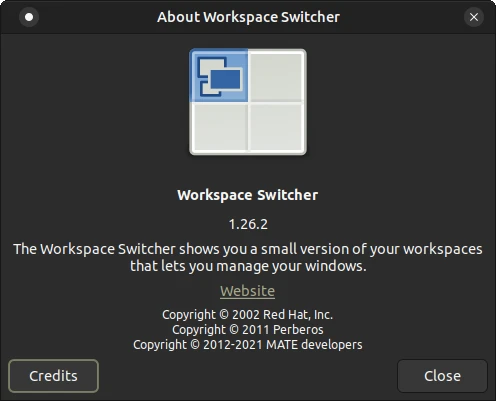 About Workspace Switcher
Workspace Switcher
1.26.2
The Workspace Switcher shows you a small version of your workspaces
that lets you manage your windows.
Website
Copyright © 2002 Red Hat, Inc.
Copyright © 2011 Perberos
Copyright © 2012-2021 MATE developers
Credits
Close